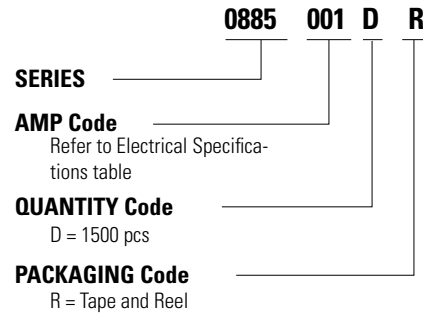 0885 001 D R
SERIES
AMP Code
Refer to Electrical Specifica-
tions table
QUANTITY Code
D = 1500 pcs
PACKAGING Code
R = Tape and Reel